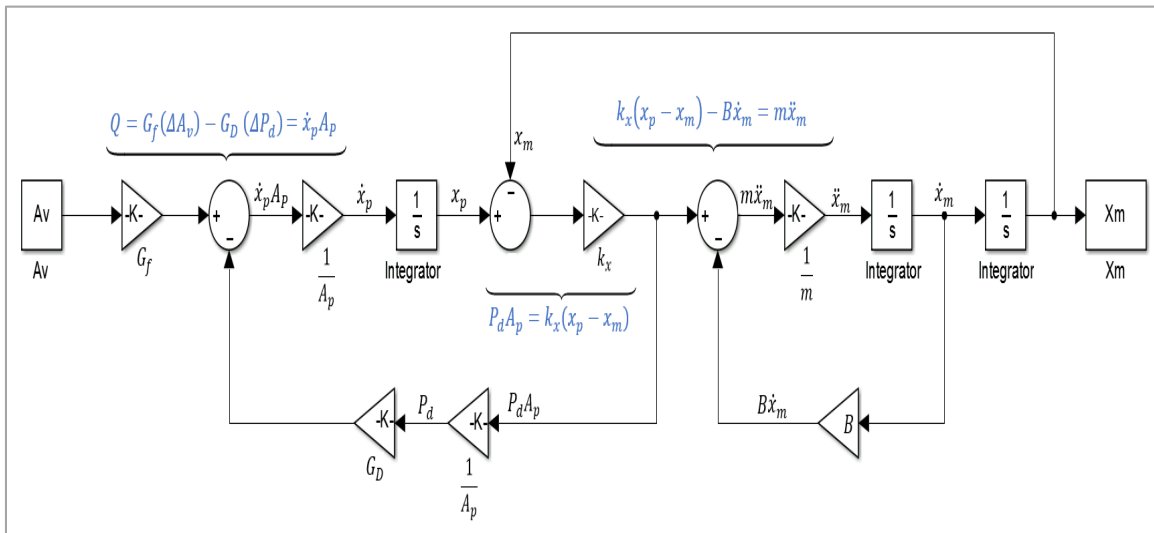 x_m
Q = G_f(ΔA_v) − G_D (ΔP_d) = ẋ_pA_P
k_x(x_p − x_m) − Bẋ_m = mẍ_m
Av
-K-
+
−
ẋ_pA_P
-K-
ẋ_p
1/s
x_p
+
−
-K-
+
−
mẍ_m
-K-
ẍ_m
1/s
ẋ_m
1/s
Xm
Av
G_f
1/A_p
Integrator
k_x
1/m
Integrator
Integrator
Xm
P_dA_p = k_x(x_p − x_m)
-K-
P_d
-K-
P_dA_p
Bẋ_m
B
G_D
1/A_p